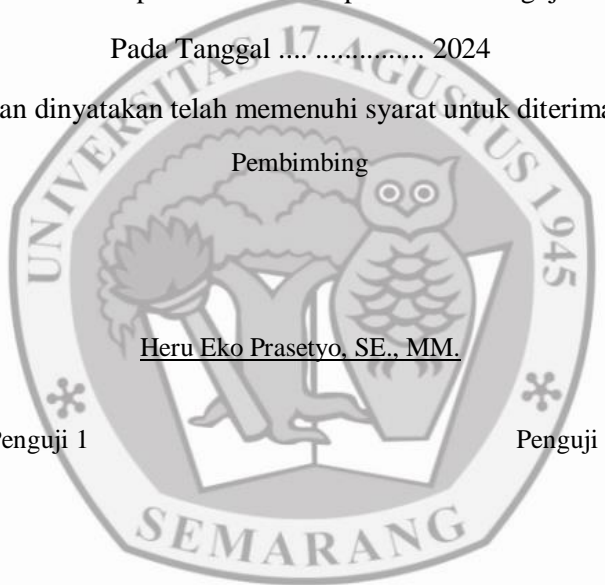 Pada Tanggal .... ............... 2024
an dinyatakan telah memenuhi syarat untuk diterima
Pembimbing
Heru Eko Prasetyo, SE., MM.
Penguji 1
Penguji
UNIVERSITAS 17 AGUSTUS 1945
SEMARANG